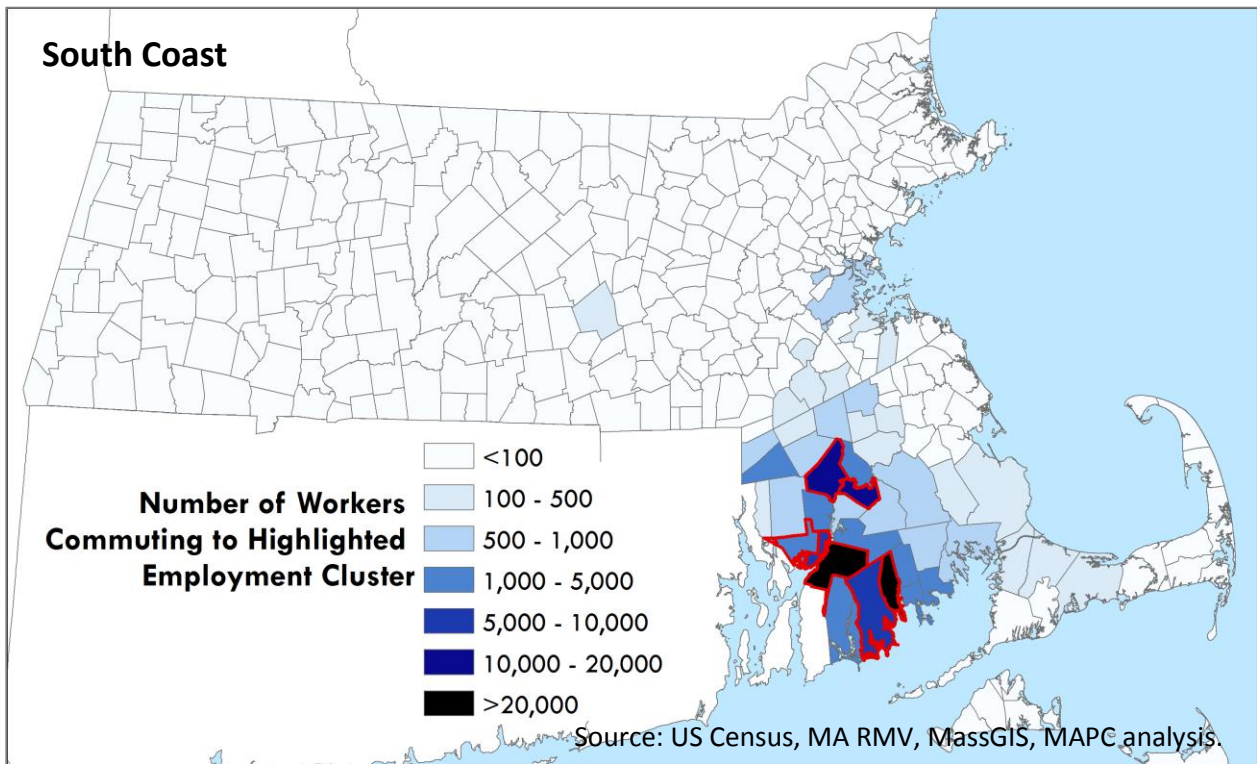 South Coast
Number of Workers
Commuting to Highlighted
Employment Cluster
<100
100 - 500
500 - 1,000
1,000 - 5,000
5,000 - 10,000
10,000 - 20,000
>20,000
Source: US Census, MA RMV, MassGIS, MAPC analysis.